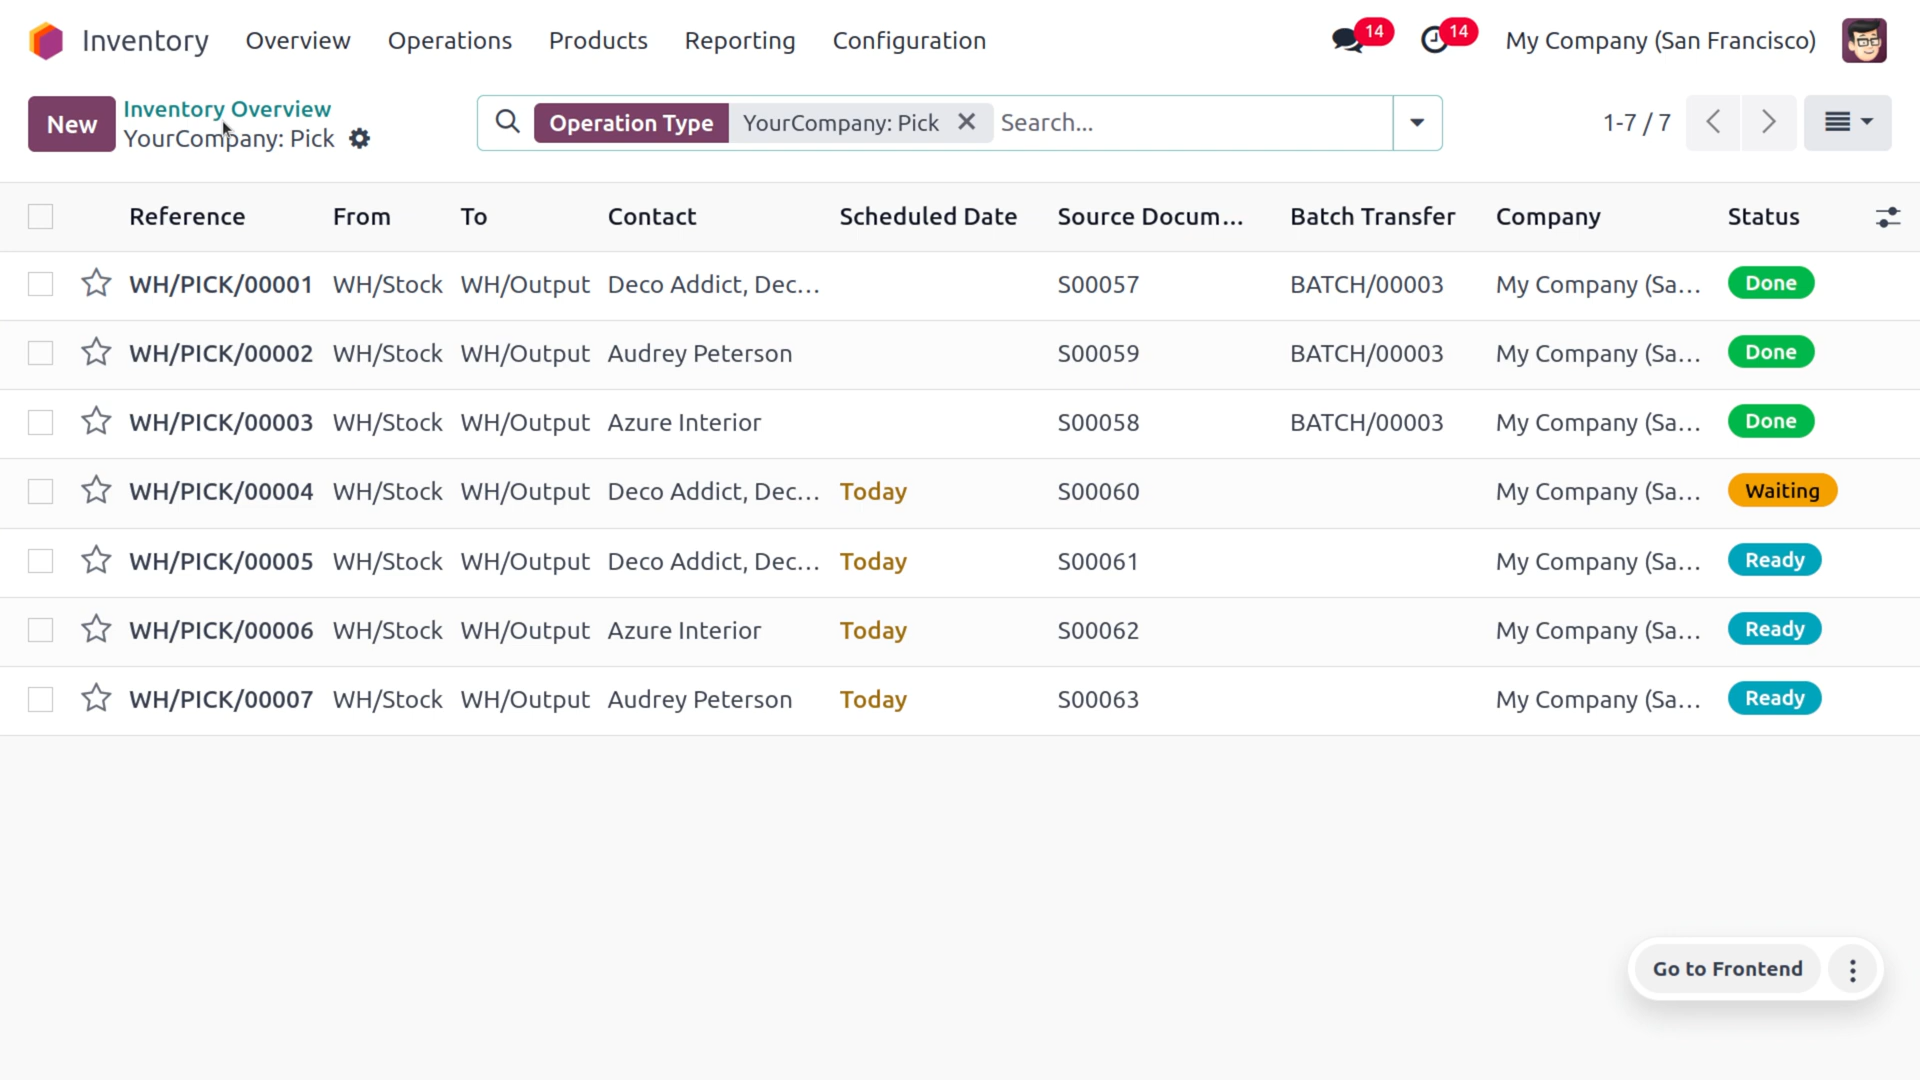 Inventory Overview Operations Products Reporting Configuration 14 14 My Company (San Francisco)
New Inventory Overview
YourCompany: Pick
Operation Type YourCompany: Pick Search... 1-7 / 7
Reference From To Contact Scheduled Date Source Docum... Batch Transfer Company Status
WH/PICK/00001 WH/Stock WH/Output Deco Addict, Dec... S00057 BATCH/00003 My Company (Sa... Done
WH/PICK/00002 WH/Stock WH/Output Audrey Peterson S00059 BATCH/00003 My Company (Sa... Done
WH/PICK/00003 WH/Stock WH/Output Azure Interior S00058 BATCH/00003 My Company (Sa... Done
WH/PICK/00004 WH/Stock WH/Output Deco Addict, Dec... Today S00060 My Company (Sa... Waiting
WH/PICK/00005 WH/Stock WH/Output Deco Addict, Dec... Today S00061 My Company (Sa... Ready
WH/PICK/00006 WH/Stock WH/Output Azure Interior Today S00062 My Company (Sa... Ready
WH/PICK/00007 WH/Stock WH/Output Audrey Peterson Today S00063 My Company (Sa... Ready
Go to Frontend